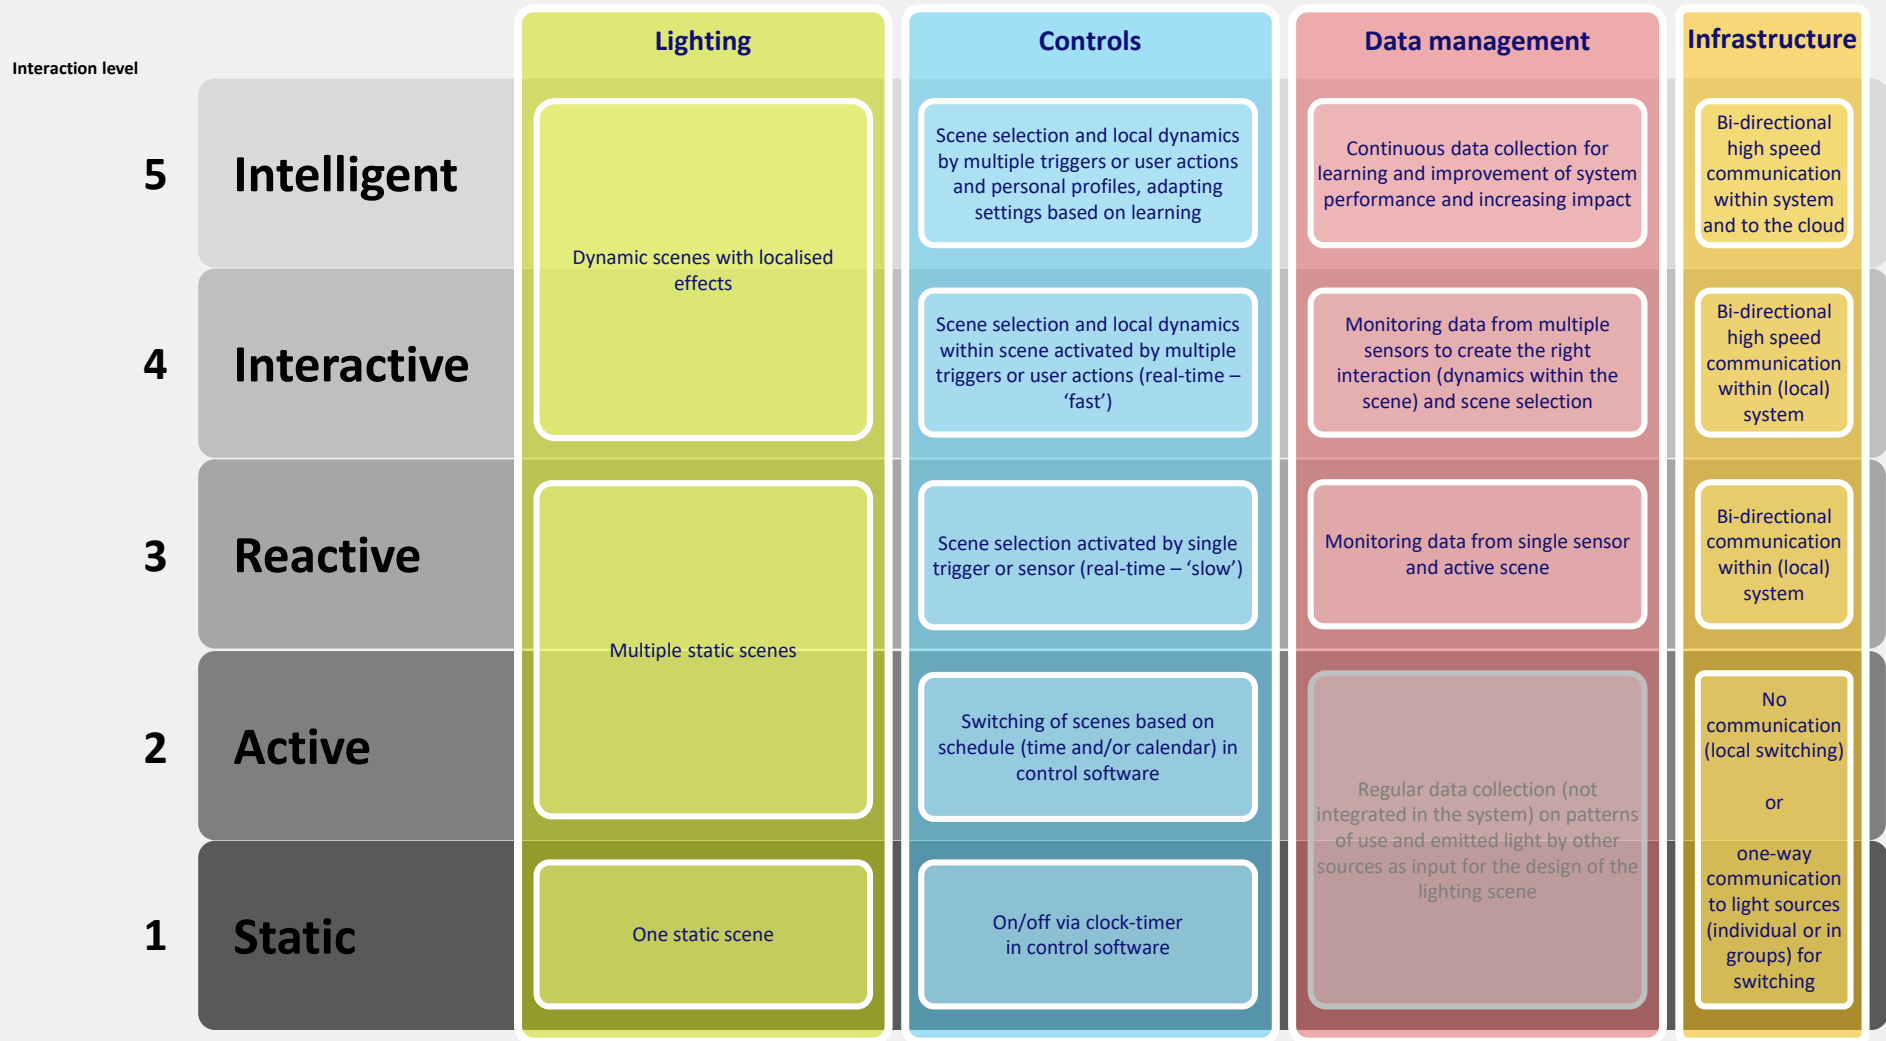 Lighting
Controls
Data management
Infrastructure
Interaction level
5
Intelligent
Dynamic scenes with localised
effects
Scene selection and local dynamics
by multiple triggers or user actions
and personal profiles, adapting
settings based on learning
Continuous data collection for
learning and improvement of system
performance and increasing impact
Bi-directional
high speed
communication
within system
and to the cloud
4
Interactive
Scene selection and local dynamics
within scene activated by multiple
triggers or user actions (real-time –
‘fast’)
Monitoring data from multiple
sensors to create the right
interaction (dynamics within the
scene) and scene selection
Bi-directional
high speed
communication
within (local)
system
3
Reactive
Multiple static scenes
Scene selection activated by single
trigger or sensor (real-time – ‘slow’)
Monitoring data from single sensor
and active scene
Bi-directional
communication
within (local)
system
2
Active
Switching of scenes based on
schedule (time and/or calendar) in
control software
Regular data collection (not
integrated in the system) on patterns
of use and emitted light by other
sources as input for the design of the
lighting scene
No
communication
(local switching)
or
one-way
communication
to light sources
(individual or in
groups) for
switching
1
Static
One static scene
On/off via clock-timer
in control software